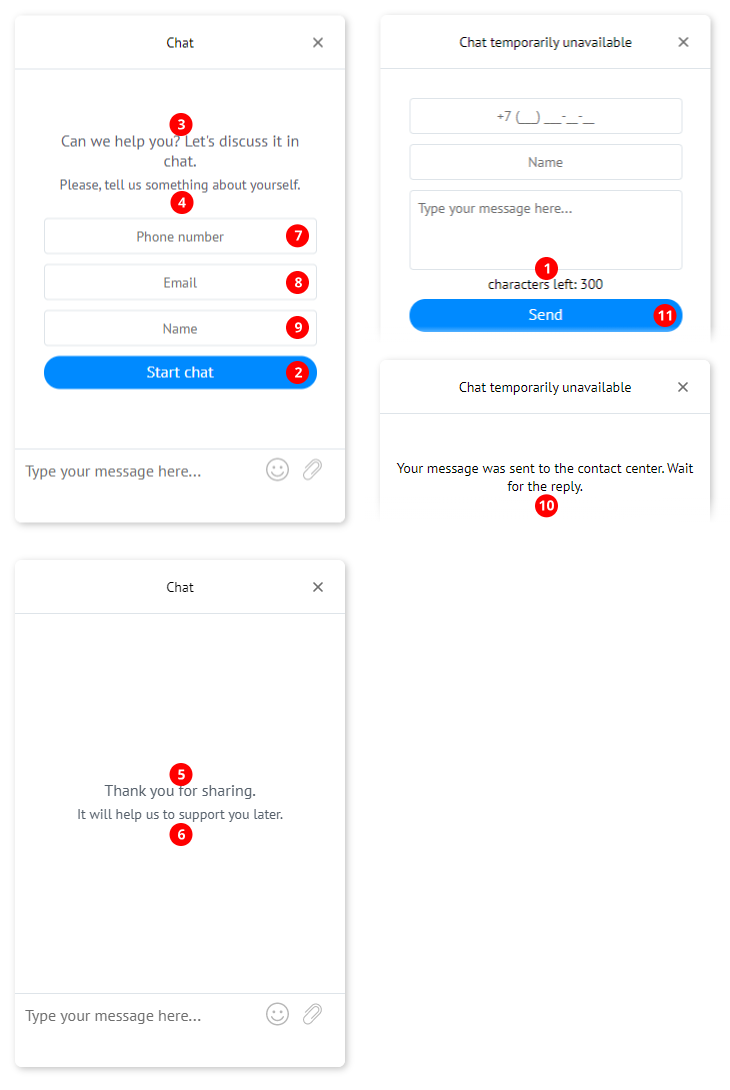 Chat
3
Can we help you? Let's discuss it in
chat.
Please, tell us something about yourself.
4
Phone number 7
Email 8
Name 9
Start chat 2
Type your message here...
Chat temporarily unavailable
+7 (__) ___-__-__
Name
Type your message here...
1
characters left: 300
Send 11
Chat temporarily unavailable
Your message was sent to the contact center. Wait
for the reply.
10
Chat
5
Thank you for sharing.
It will help us to support you later.
6
Type your message here...